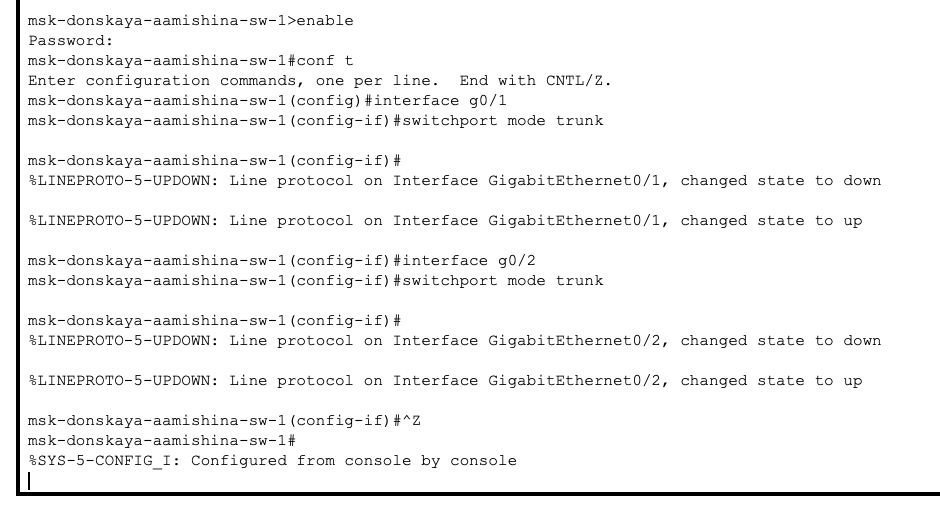 msk-donskaya-aamishina-sw-1>enable
Password:
msk-donskaya-aamishina-sw-1#conf t
Enter configuration commands, one per line.  End with CNTL/Z.
msk-donskaya-aamishina-sw-1(config)#interface g0/1
msk-donskaya-aamishina-sw-1(config-if)#switchport mode trunk
msk-donskaya-aamishina-sw-1(config-if)#
%LINEPROTO-5-UPDOWN: Line protocol on Interface GigabitEthernet0/1, changed state to down
%LINEPROTO-5-UPDOWN: Line protocol on Interface GigabitEthernet0/1, changed state to up
msk-donskaya-aamishina-sw-1(config-if)#interface g0/2
msk-donskaya-aamishina-sw-1(config-if)#switchport mode trunk
msk-donskaya-aamishina-sw-1(config-if)#
%LINEPROTO-5-UPDOWN: Line protocol on Interface GigabitEthernet0/2, changed state to down
%LINEPROTO-5-UPDOWN: Line protocol on Interface GigabitEthernet0/2, changed state to up
msk-donskaya-aamishina-sw-1(config-if)#^Z
msk-donskaya-aamishina-sw-1#
%SYS-5-CONFIG_I: Configured from console by console